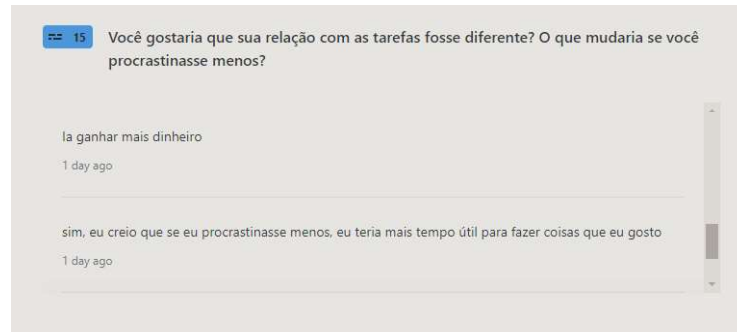 15
Você gostaria que sua relação com as tarefas fosse diferente? O que mudaria se você
procrastinasse menos?
Ia ganhar mais dinheiro
1 day ago
sim, eu creio que se eu procrastinasse menos, eu teria mais tempo útil para fazer coisas que eu gosto
1 day ago